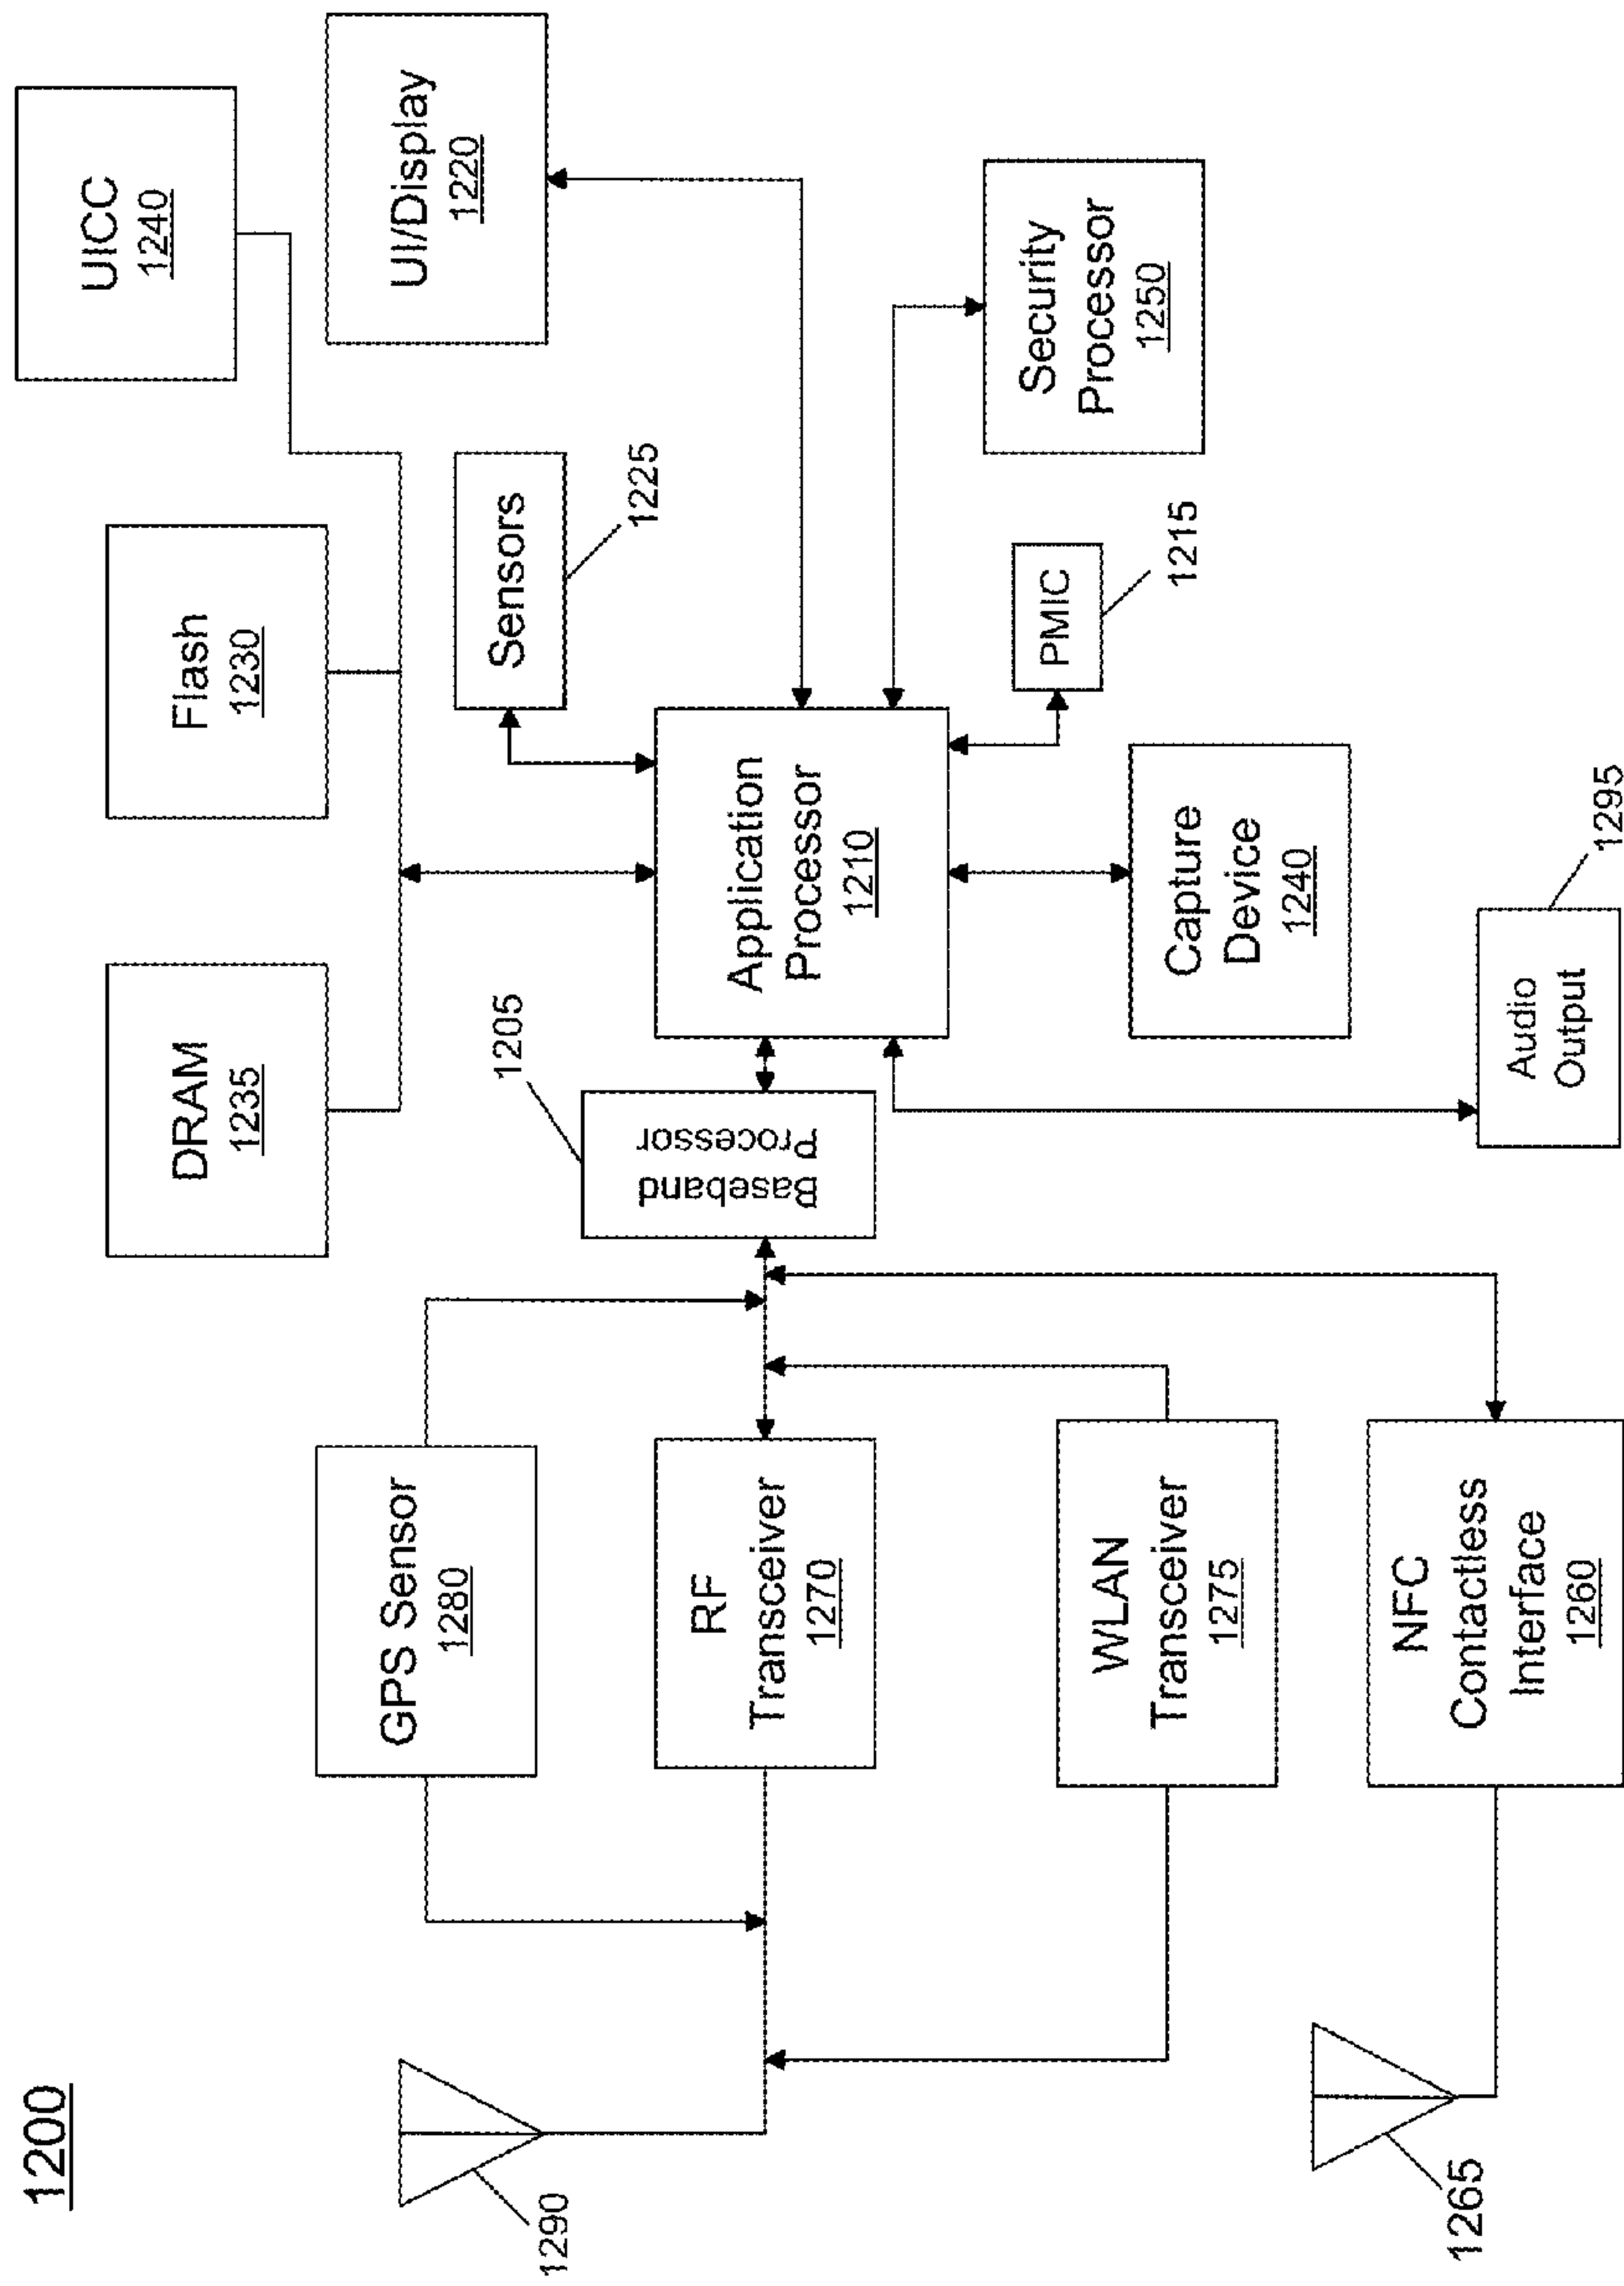 1200
UICC
1240
Flash
1230
DRAM
1235
UI/Display
1220
Sensors
1225
GPS Sensor
1280
1290
1205
Baseband
Processor
Application
Processor
1210
RF
Transceiver
1270
Security
Processor
1250
PMIC
1215
Capture
Device
1240
WLAN
Transceiver
1275
Audio
Output
1295
NFC
Contactless
Interface
1260
1265